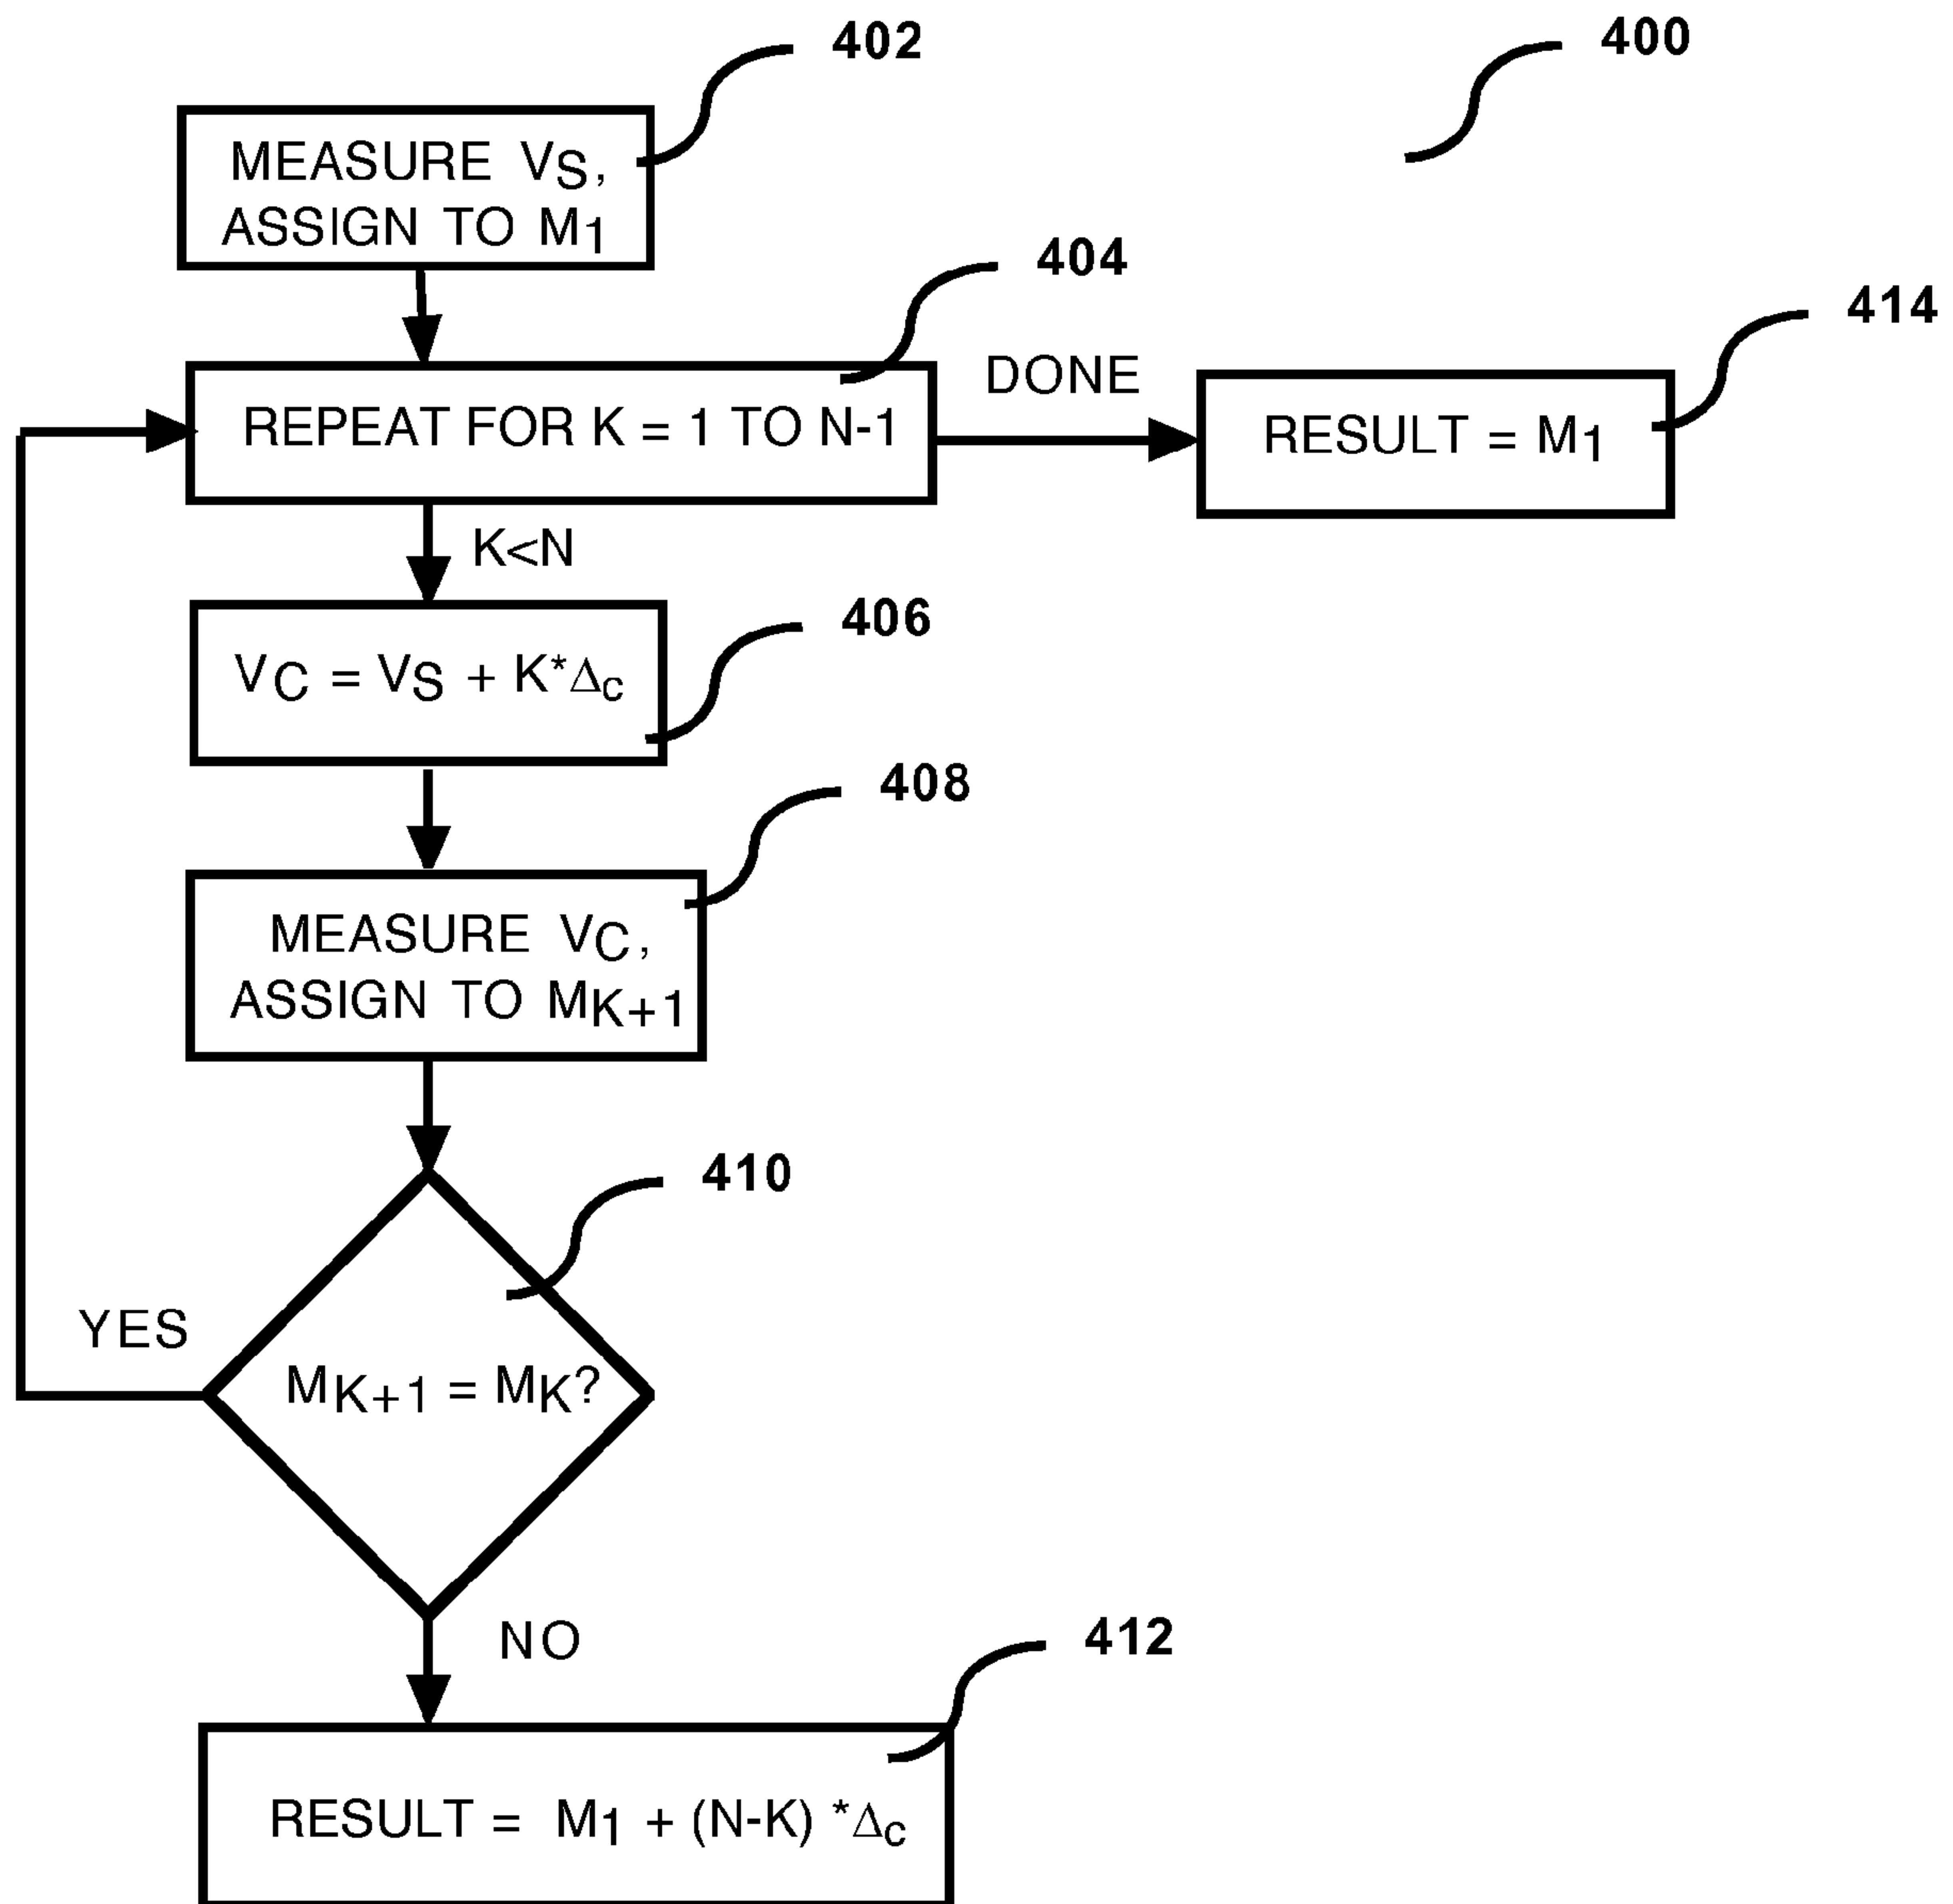 402
400
MEASURE VS,
ASSIGN TO M1
404
414
DONE
REPEAT FOR K = 1 TO N-1
RESULT = M1
K<N
406
VC = VS + K*Δc
408
MEASURE VC,
ASSIGN TO MK+1
410
YES
MK+1 = MK?
NO
412
RESULT = M1 + (N-K) * Δc